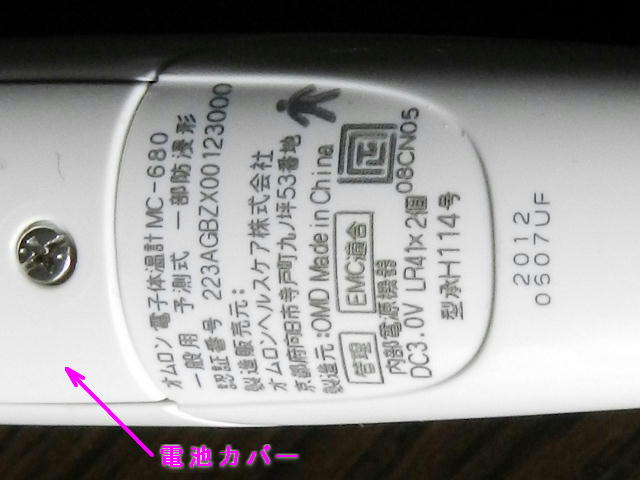 オムロン 電子体温計 MC-680
一般用 予測式 一部防浸形
認証番号 223AGBZX00123000
製造販売元:
オムロンヘルスケア株式会社
京都府向日市寺戸町九ノ坪53番地
製造元:OMD Made in China
管理 EMC適合
内部電源機器 08CN05
DC3.0V LR41×2個
型承H114号
2012
0607UF
電池カバー